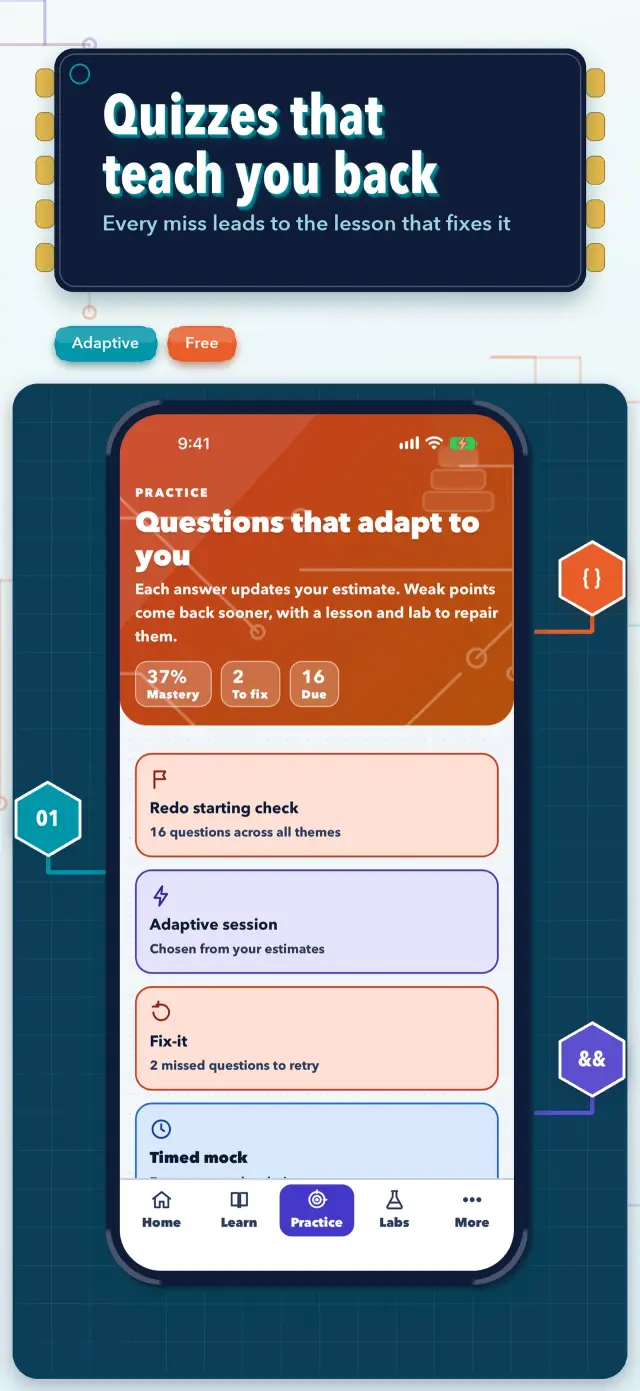 Quizzes that
teach you back
Every miss leads to the lesson that fixes it
Adaptive
Free
9:41
PRACTICE
Questions that adapt to
you
Each answer updates your estimate. Weak points
come back sooner, with a lesson and lab to repair
them.
37%
Mastery
2
To fix
16
Due
{}
Redo starting check
16 questions across all themes
01
Adaptive session
Chosen from your estimates
Fix-it
2 missed questions to retry
&&
Timed mock
Home
Learn
Practice
Labs
More